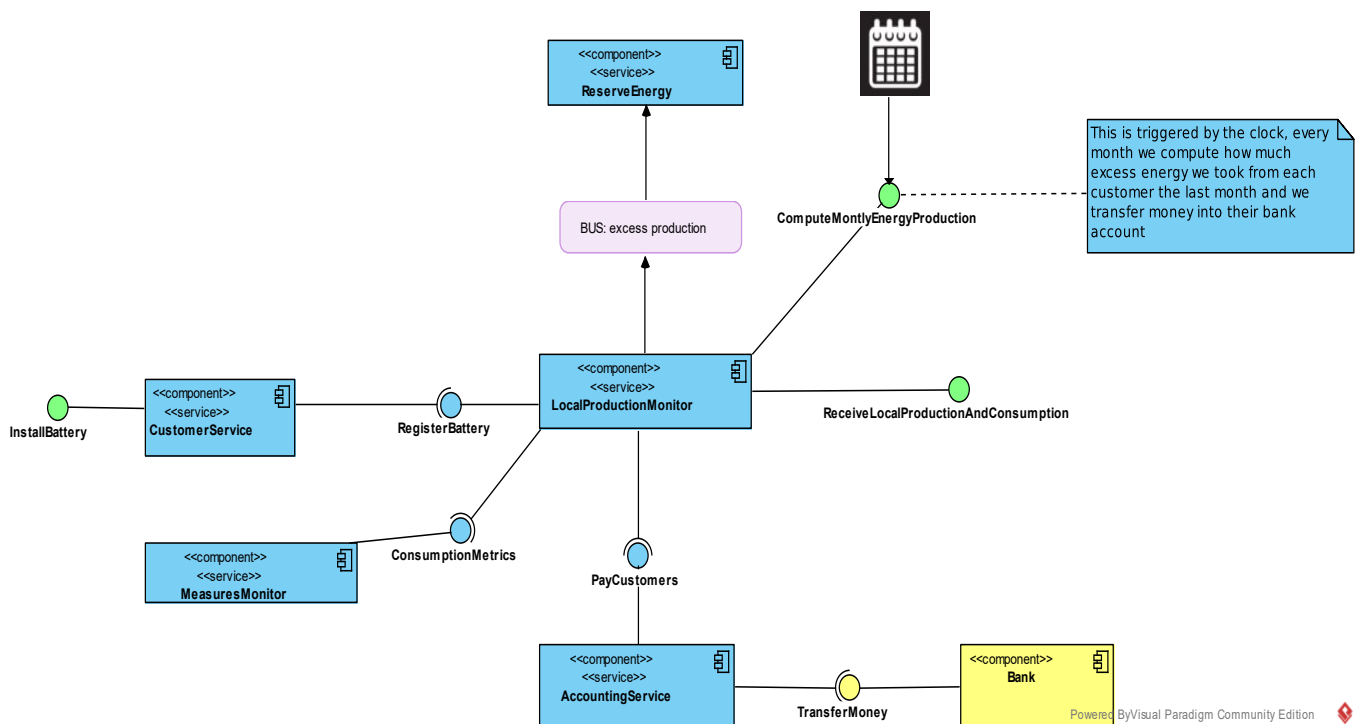 <<component>>
<<service>>
ReserveEnergy
This is triggered by the clock, every
month we compute how much
excess energy we took from each
customer the last month and we
transfer money into their bank
account
ComputeMontlyEnergyProduction
BUS: excess production
<<component>>
<<service>>
LocalProductionMonitor
<<component>>
<<service>>
CustomerService
InstallBattery
RegisterBattery
ReceiveLocalProductionAndConsumption
<<component>>
<<service>>
MeasuresMonitor
ConsumptionMetrics
PayCustomers
<<component>>
<<service>>
AccountingService
<<component>>
Bank
TransferMoney
Powered ByVisual Paradigm Community Edition